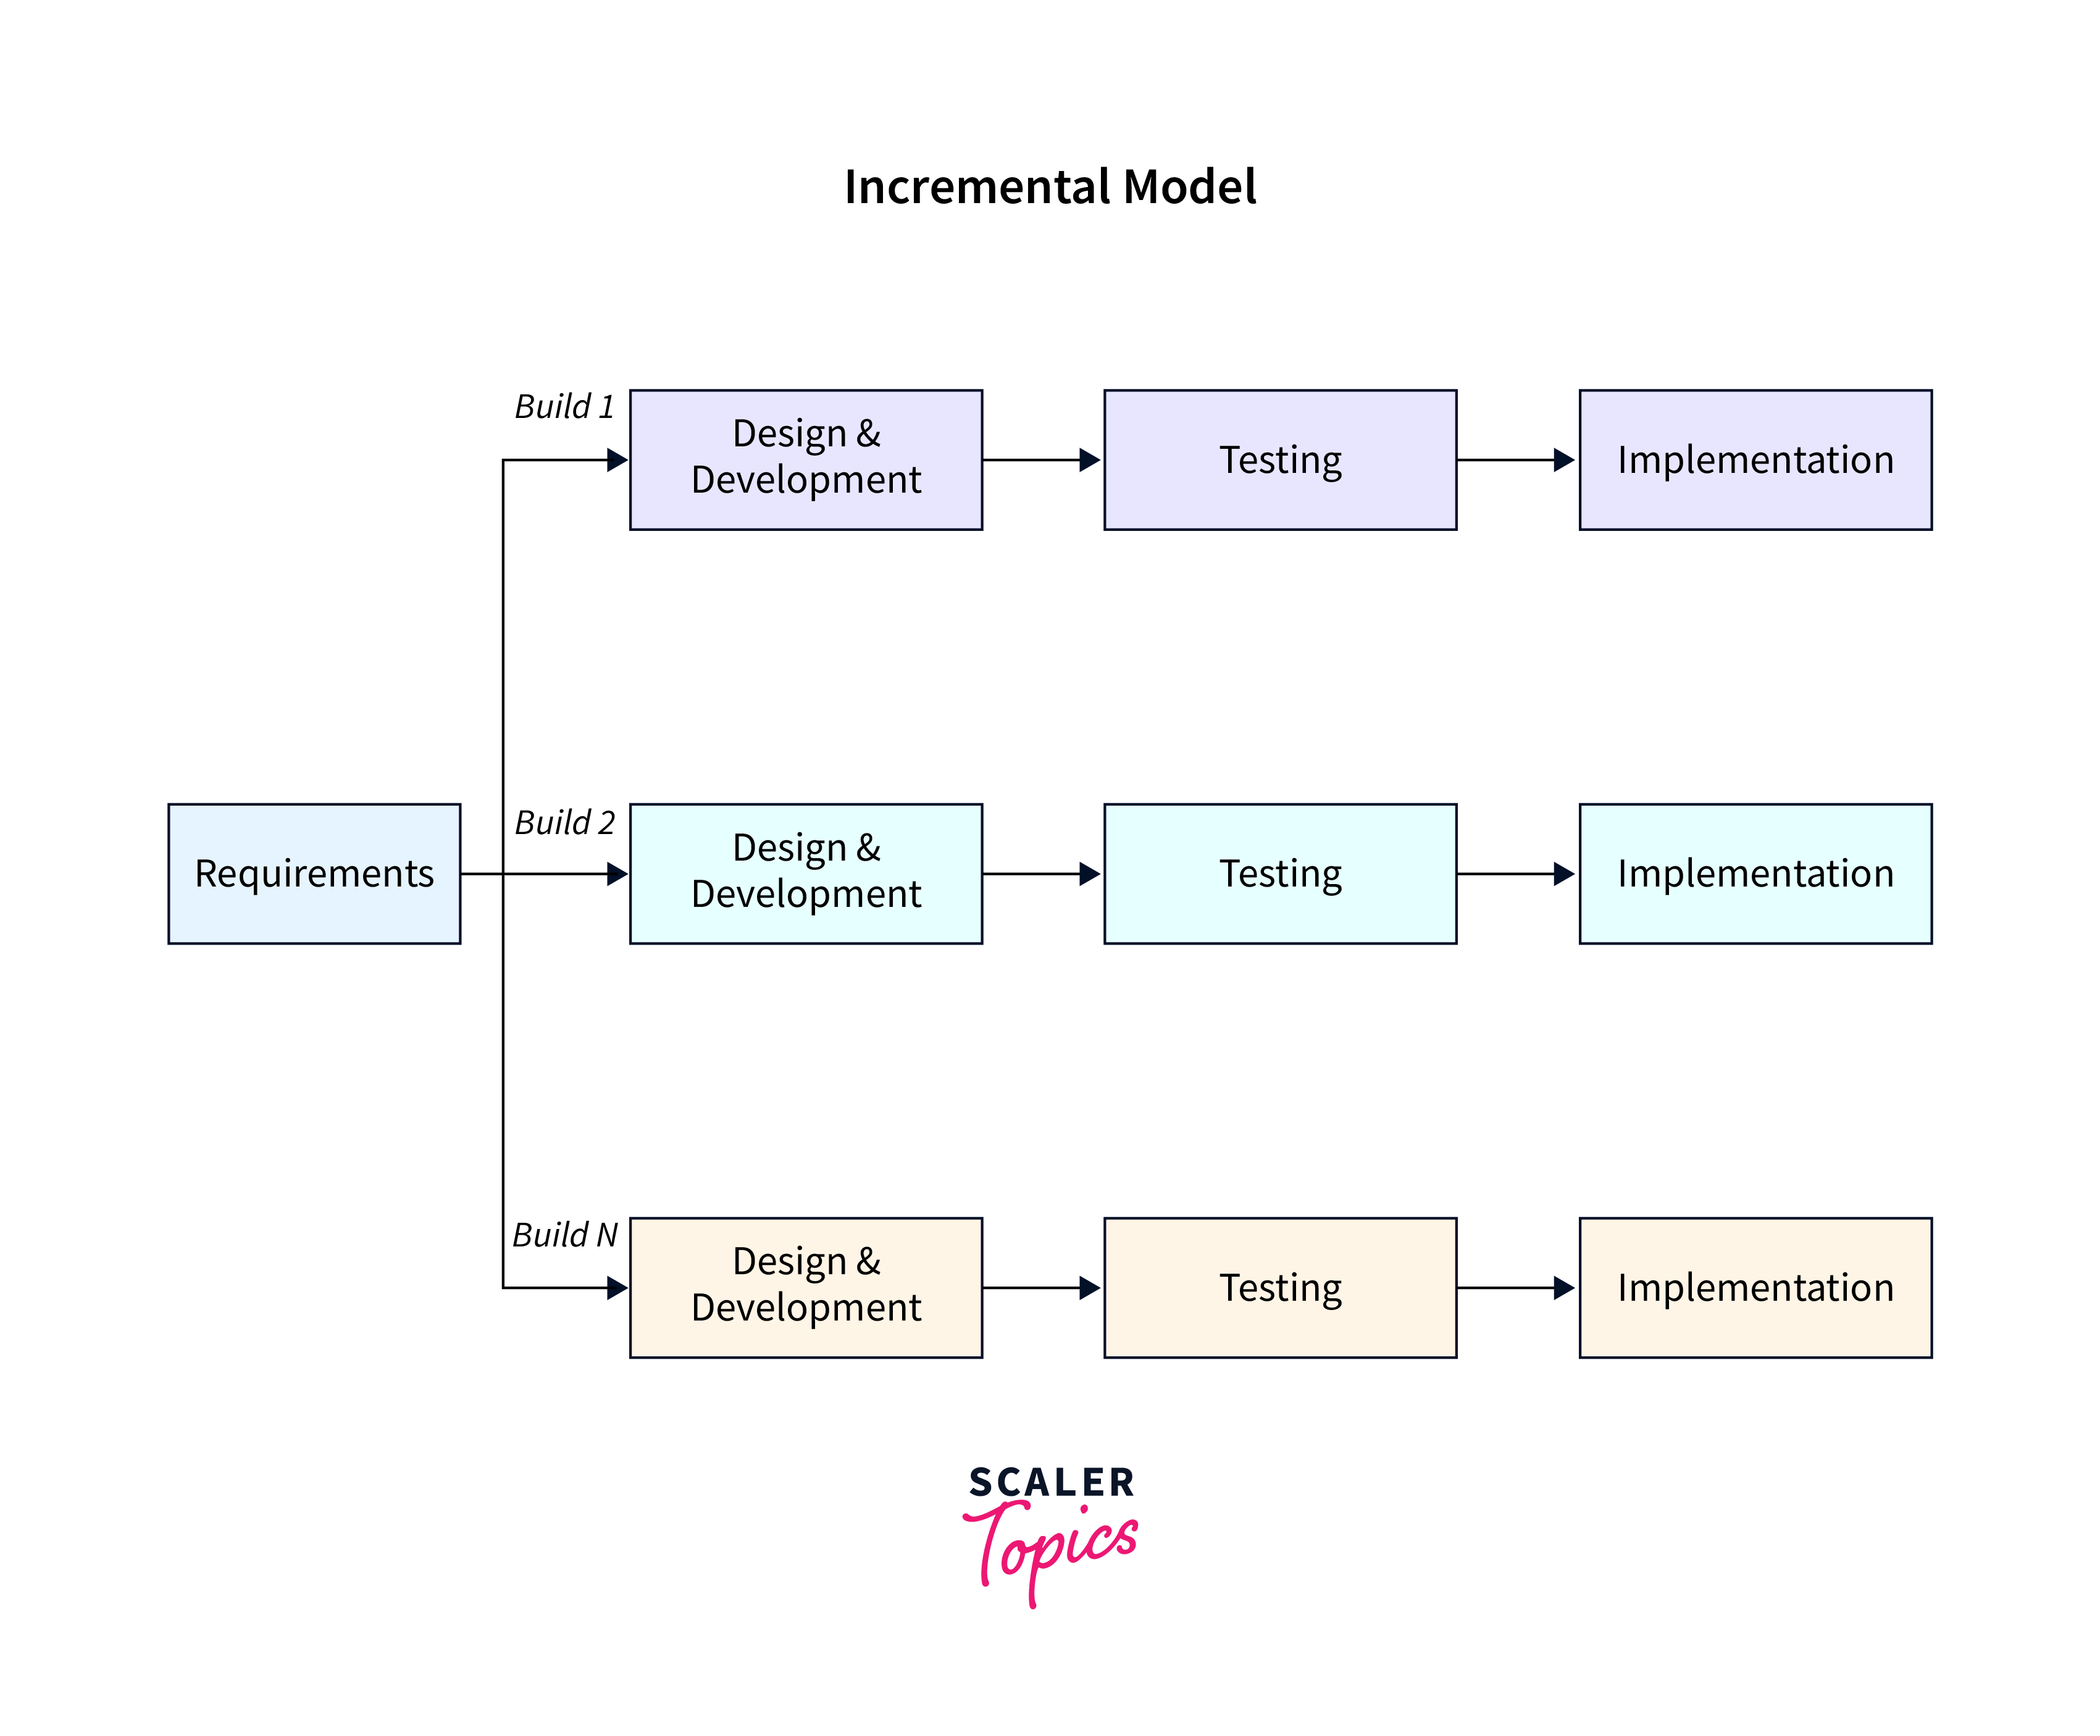 Incremental Model
Build 1
Design &
Development
Testing
Implementation
Requirements
Build 2
Design &
Development
Testing
Implementation
Build N
Design &
Development
Testing
Implementation
SCALER
Topics